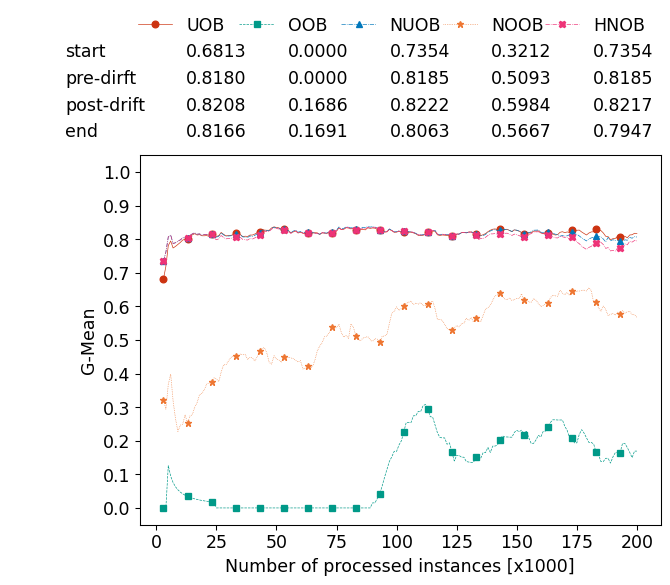 UOB OOB NUOB NOOB HNOB
start 0.6813 0.0000 0.7354 0.3212 0.7354
pre-dirft 0.8180 0.0000 0.8185 0.5093 0.8185
post-drift 0.8208 0.1686 0.8222 0.5984 0.8217
end 0.8166 0.1691 0.8063 0.5667 0.7947
1.0
0.9
0.8
0.7
0.6
0.5
0.4
0.3
0.2
0.1
0.0
G-Mean
0 25 50 75 100 125 150 175 200
Number of processed instances [x1000]